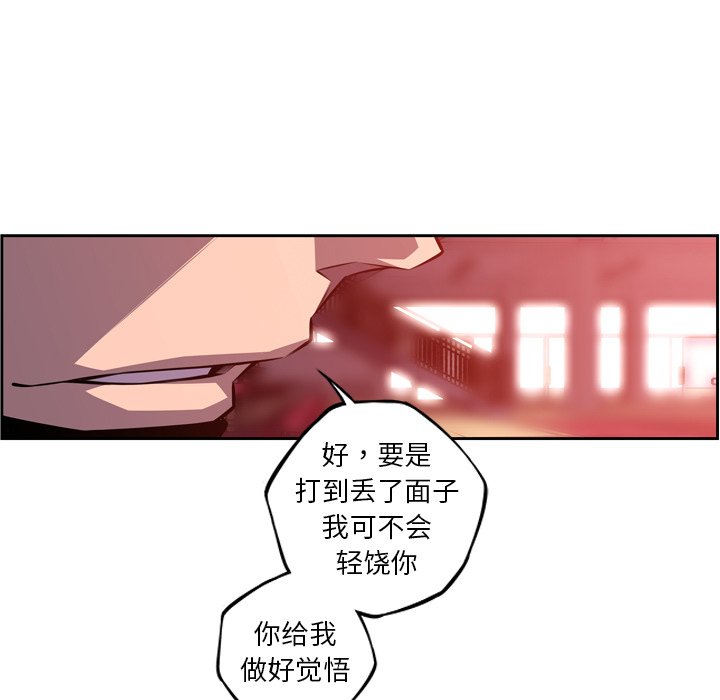 好，要是
打到丢了面子
我可不会
轻饶你
你给我
做好觉悟